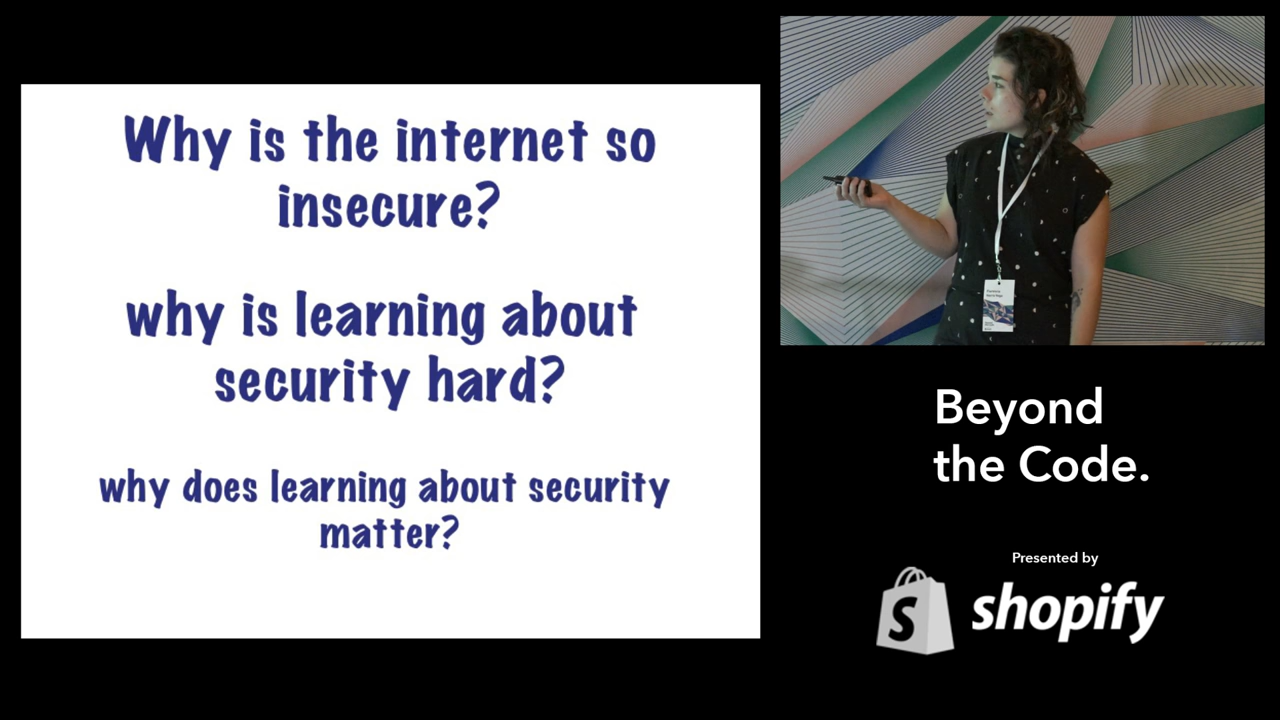 Why is the internet so
insecure?
why is learning about
security hard?
why does learning about security
matter?
Beyond
the Code.
Presented by
shopify